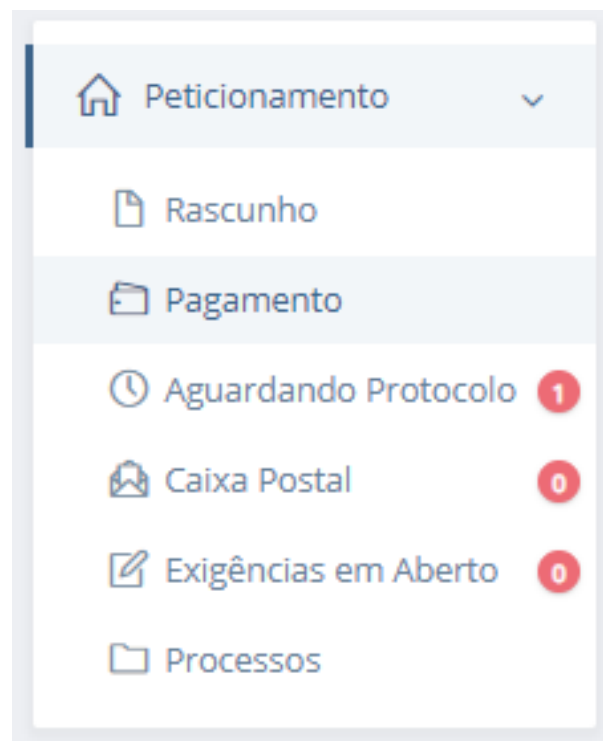 Peticionamento
Rascunho
Pagamento
Aguardando Protocolo 1
Caixa Postal 0
Exigências em Aberto 0
Processos